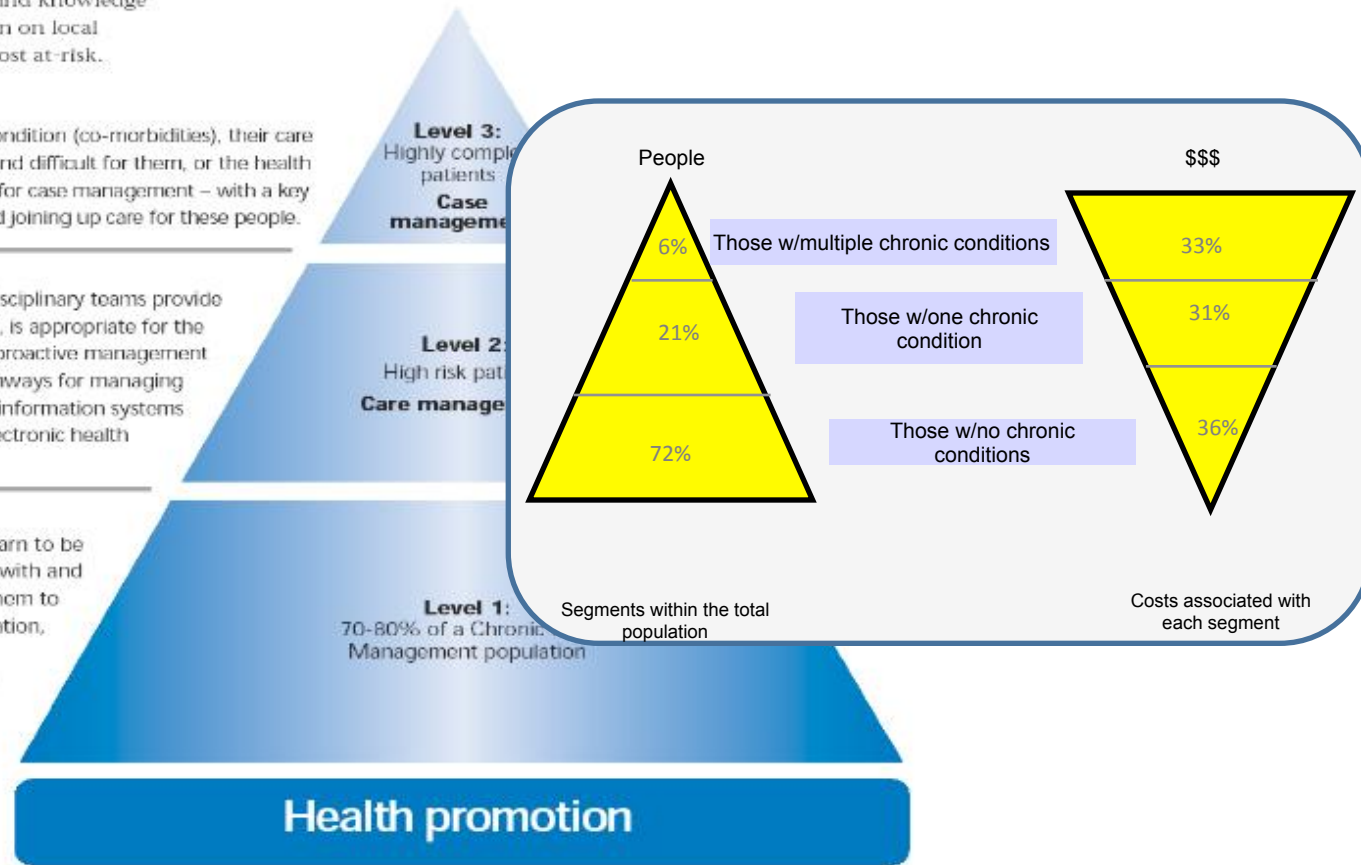 and knowledge
n on local
ost at-risk.
ondition (co-morbidities), their care
nd difficult for them, or the health
for case management – with a key
d joining up care for these people.
sciplinary teams provide
, is appropriate for the
proactive management
hways for managing
information systems
ectronic health
arn to be
with and
hem to
ation,
Level 3:
Highly comple
patients
Case
manageme
Level 2:
High risk pati
Care manage
Level 1:
70-80% of a Chronic
Management population
Health promotion
People
$$$
6%
Those w/multiple chronic conditions
33%
21%
Those w/one chronic
condition
31%
72%
Those w/no chronic
conditions
36%
Segments within the total
population
Costs associated with
each segment